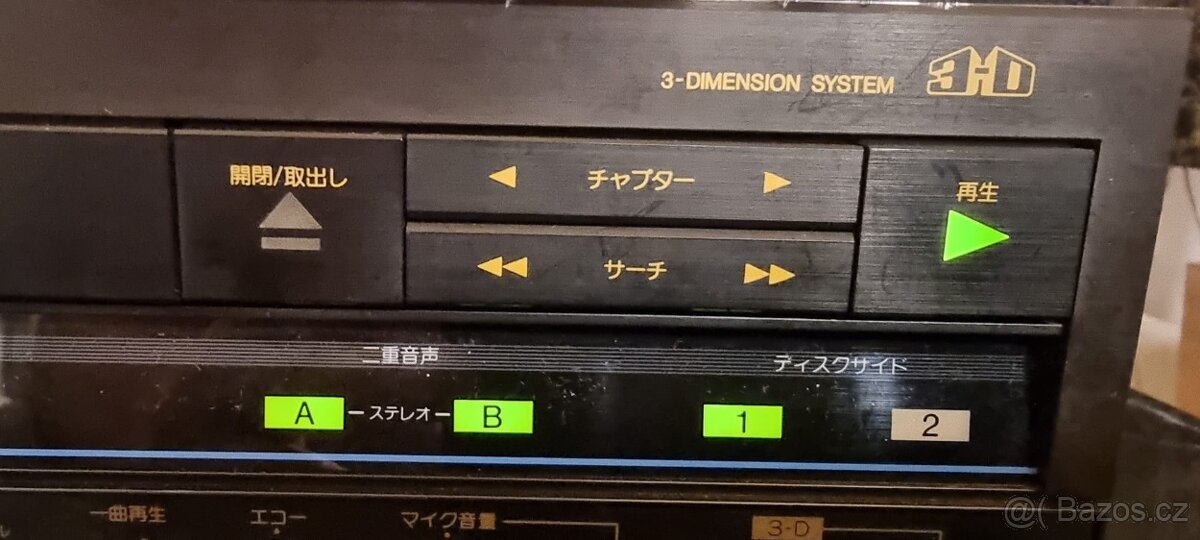 3-DIMENSION SYSTEM 3-D
開閉/取出し
チャプター
再生
サーチ
二重音声
ディスクサイド
A ステレオ B
1 2
一曲再生 エコー マイク音量 3-D
@( Bazos.cz